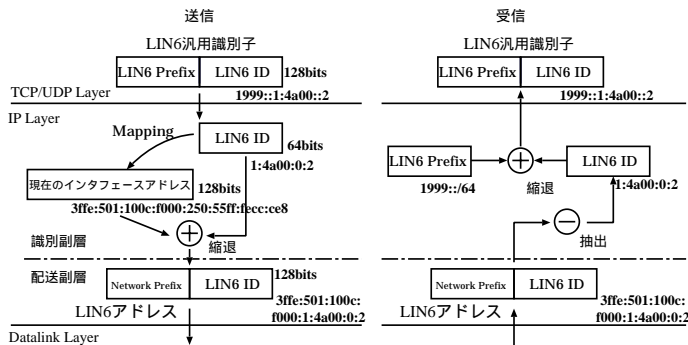 送信
LIN6汎用識別子
LIN6 Prefix
LIN6 ID
128bits
TCP/UDP Layer
1999::1:4a00::2
IP Layer
Mapping
LIN6 ID
64bits
1:4a00:0:2
現在のインタフェースアドレス
128bits
3ffe:501:100c:f000:250:55ff:fecc:ce8
識別副層
縮退
配送副層
Network Prefix
LIN6 ID
128bits
3ffe:501:100c:
f000:1:4a00:0:2
LIN6アドレス
Datalink Layer
受信
LIN6汎用識別子
LIN6 Prefix
LIN6 ID
1999::1:4a00::2
LIN6 Prefix
LIN6 ID
1999::/64
縮退
1:4a00:0:2
抽出
Network Prefix
LIN6 ID
LIN6アドレス
3ffe:501:100c:
f000:1:4a00:0:2